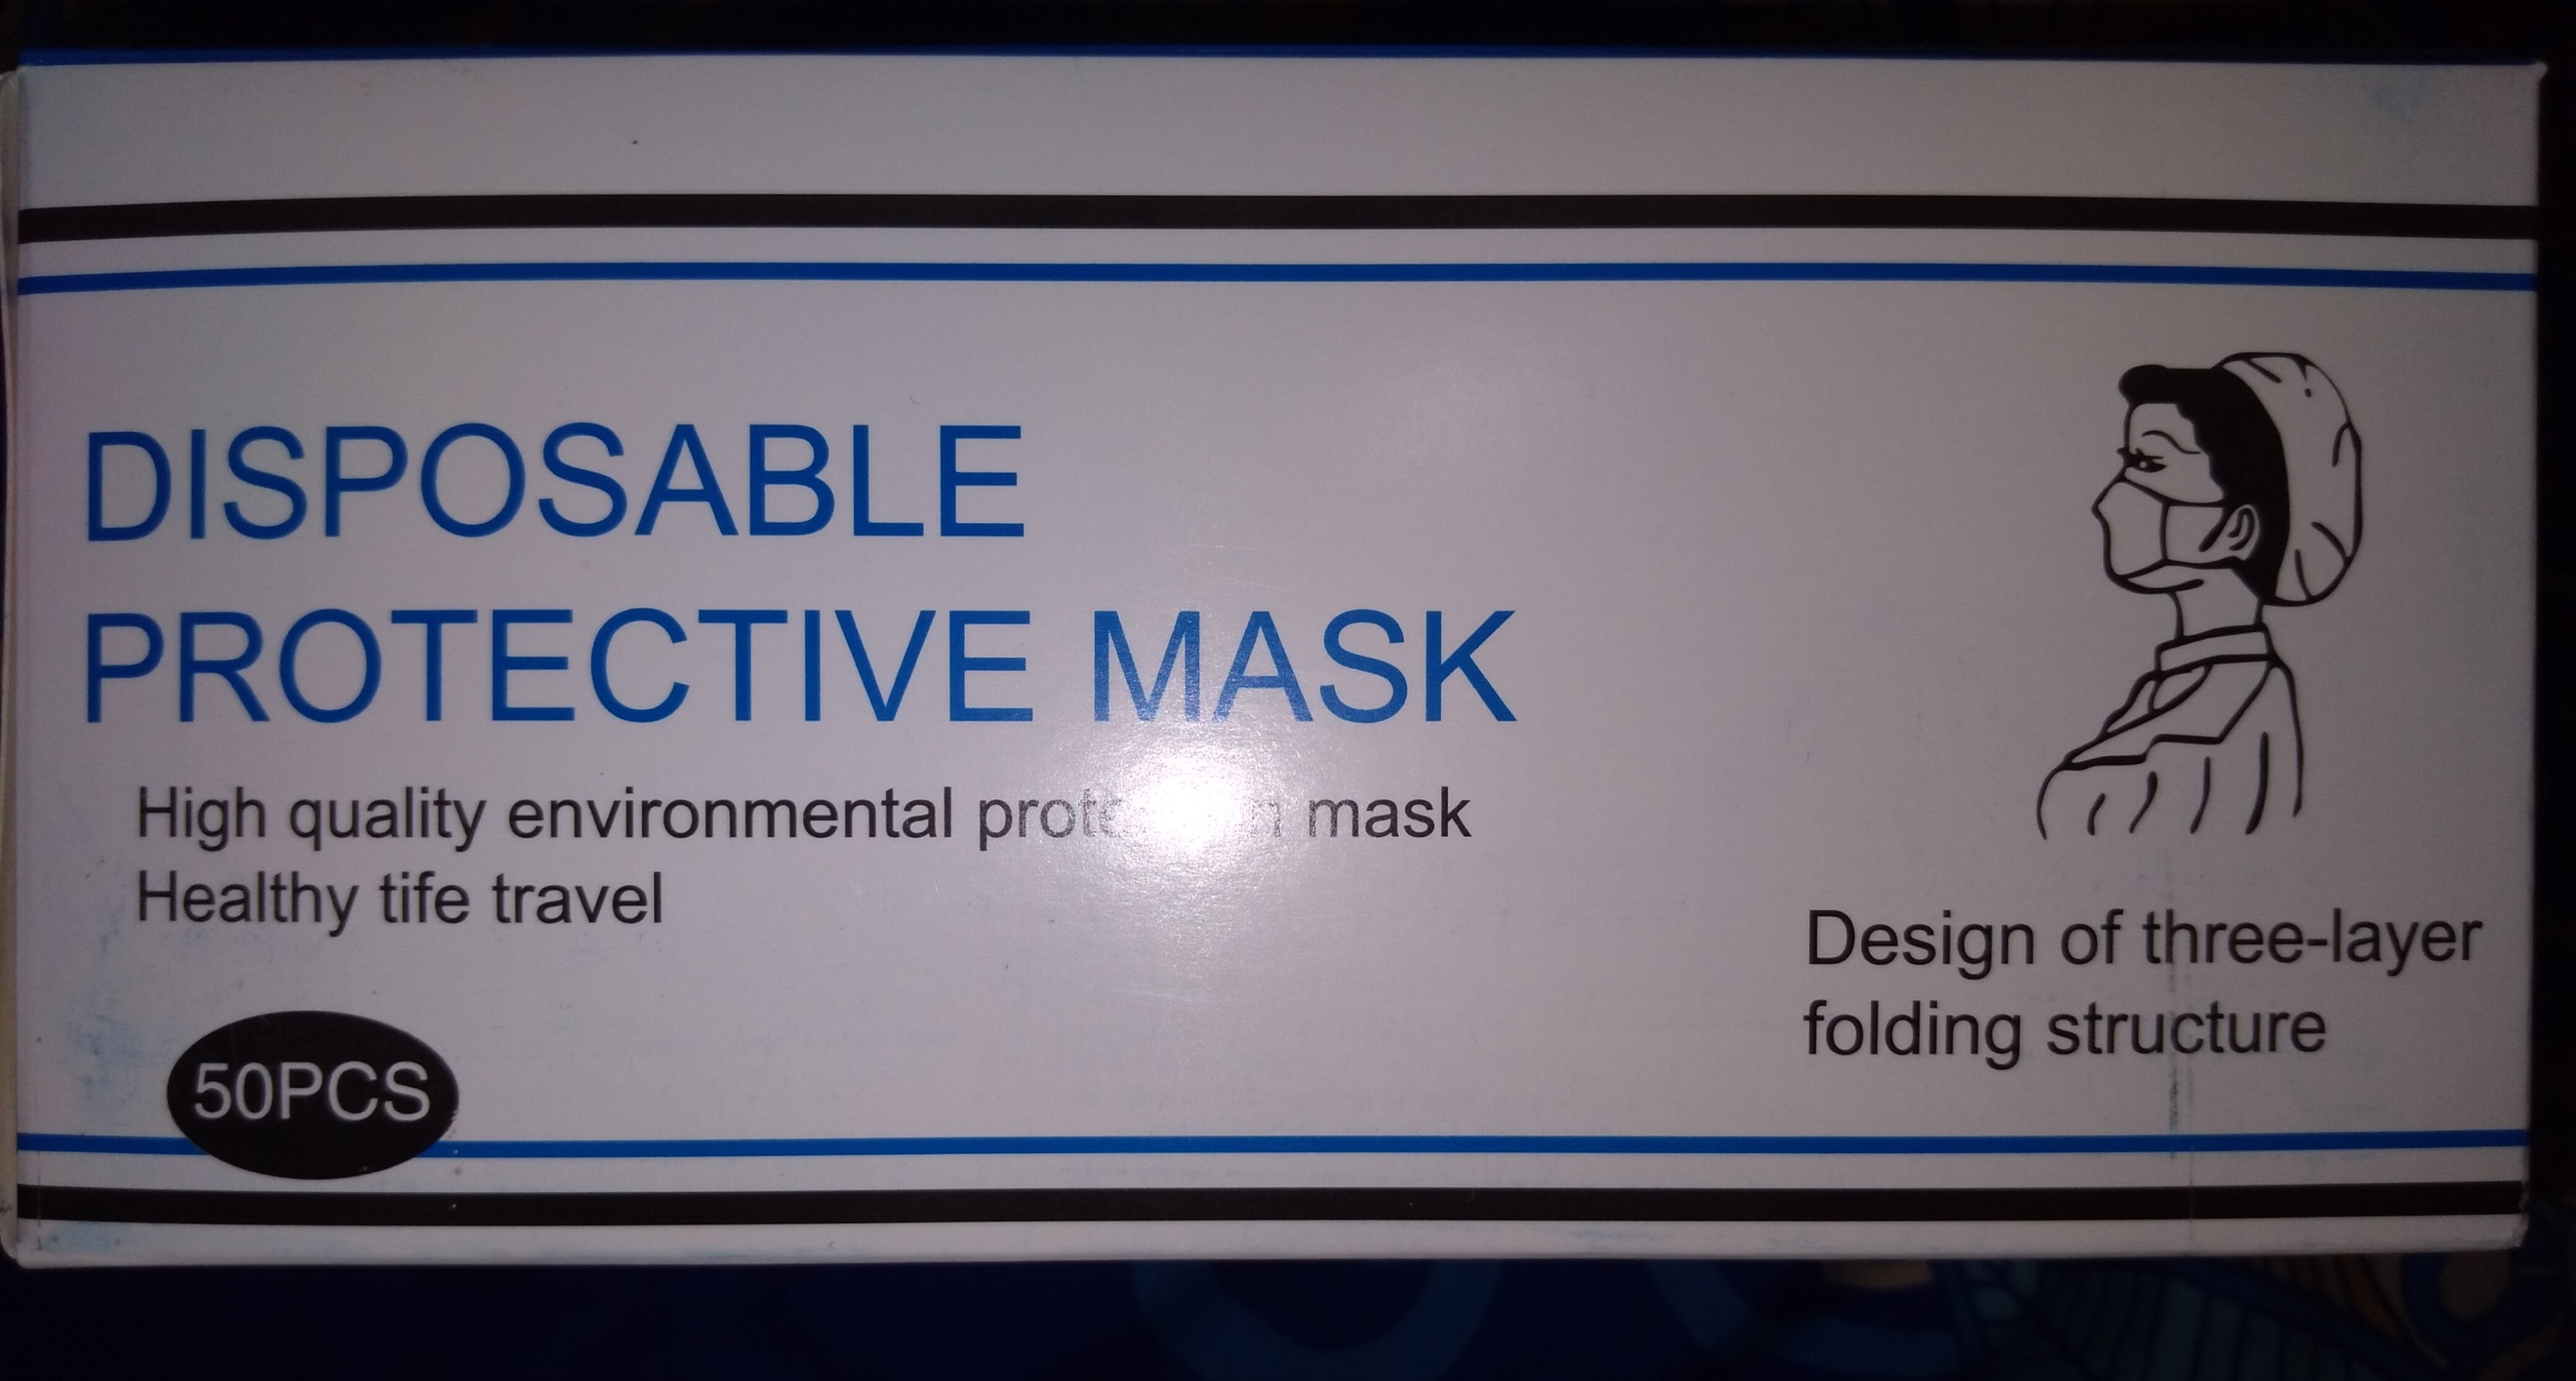 DISPOSABLE
PROTECTIVE MASK
High quality environmental mask
Healthy tife travel
50PCS
Design of three-layer
folding structure